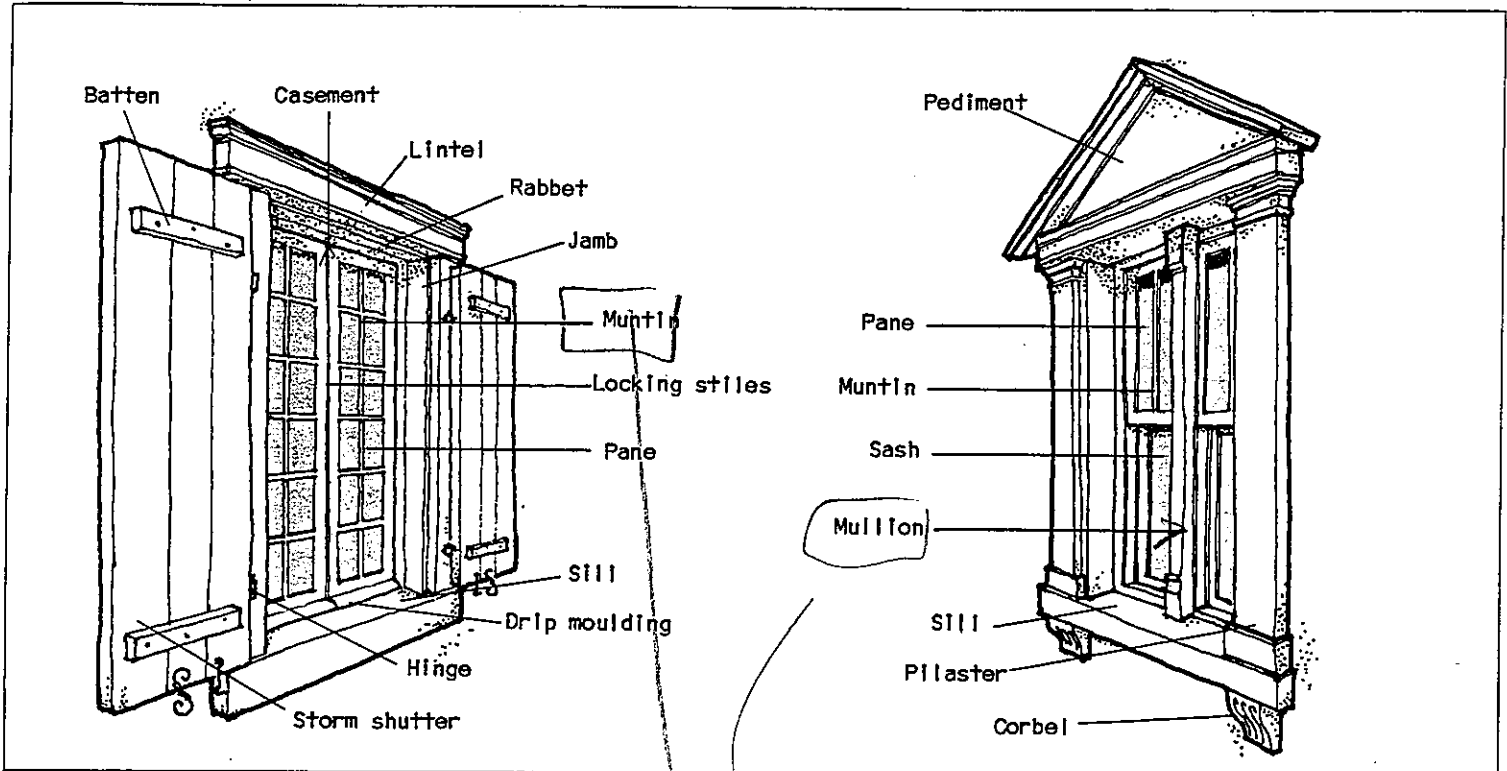 Batten
Casement
Lintel
Rabbet
Jamb
Muntin
Locking stiles
Pane
Sill
Drip moulding
Hinge
Storm shutter
Pediment
Pane
Muntin
Sash
Mullion
Sill
Pilaster
Corbel